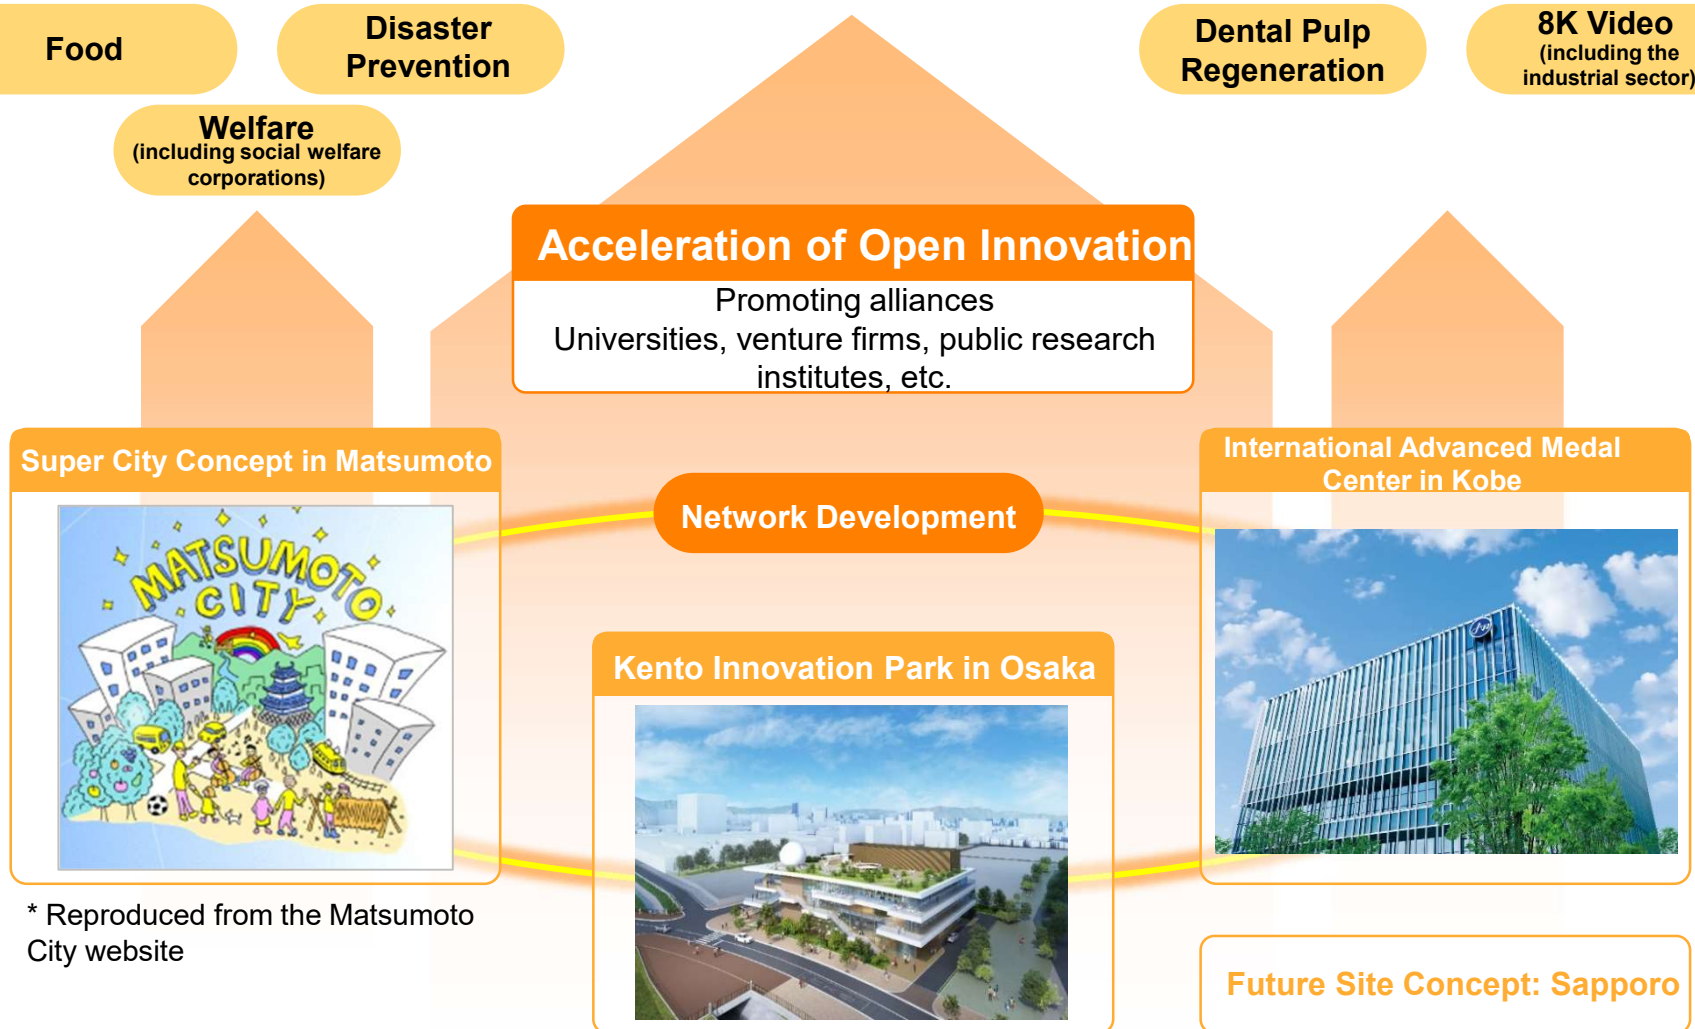 Food
Disaster
Prevention
Dental Pulp
Regeneration
8K Video
(including the
industrial sector)
Welfare
(including social welfare
corporations)
Acceleration of Open Innovation
Promoting alliances
Universities, venture firms, public research
institutes, etc.
Super City Concept in Matsumoto
International Advanced Medal
Center in Kobe
Network Development
MATSUMOTO
CITY
Kento Innovation Park in Osaka
* Reproduced from the Matsumoto
City website
Future Site Concept: Sapporo